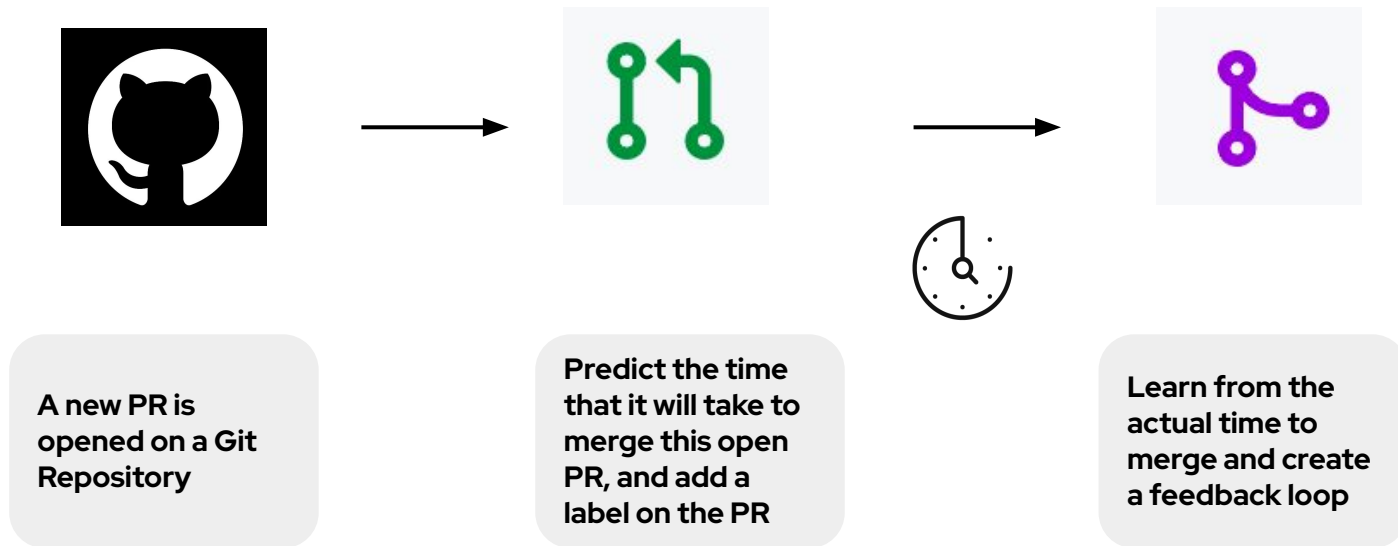 A new PR is
opened on a Git
Repository
Predict the time
that it will take to
merge this open
PR, and add a
label on the PR
Learn from the
actual time to
merge and create
a feedback loop